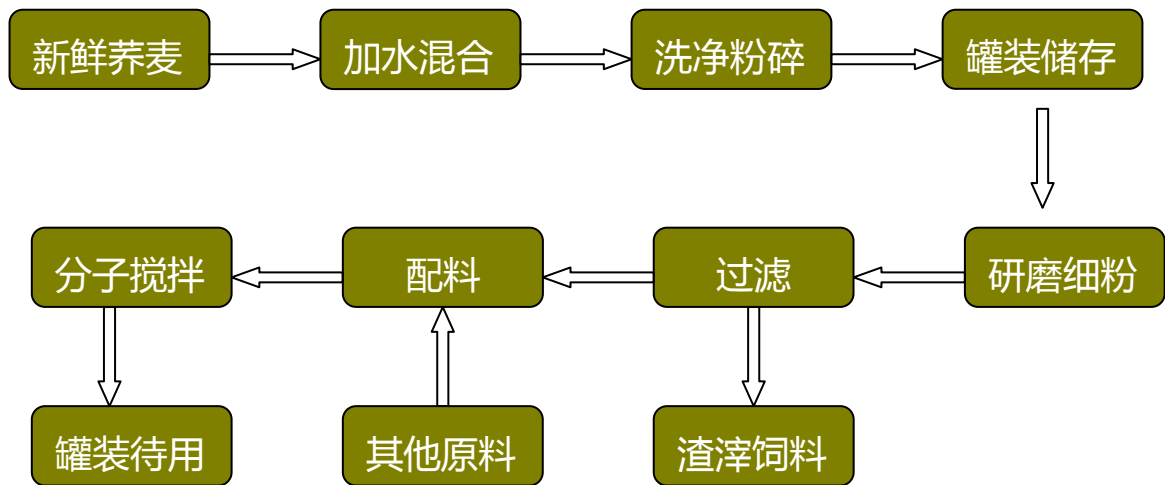 新鲜荞麦
加水混合
洗净粉碎
罐装储存
分子搅拌
配料
过滤
研磨细粉
罐装待用
其他原料
渣滓饲料